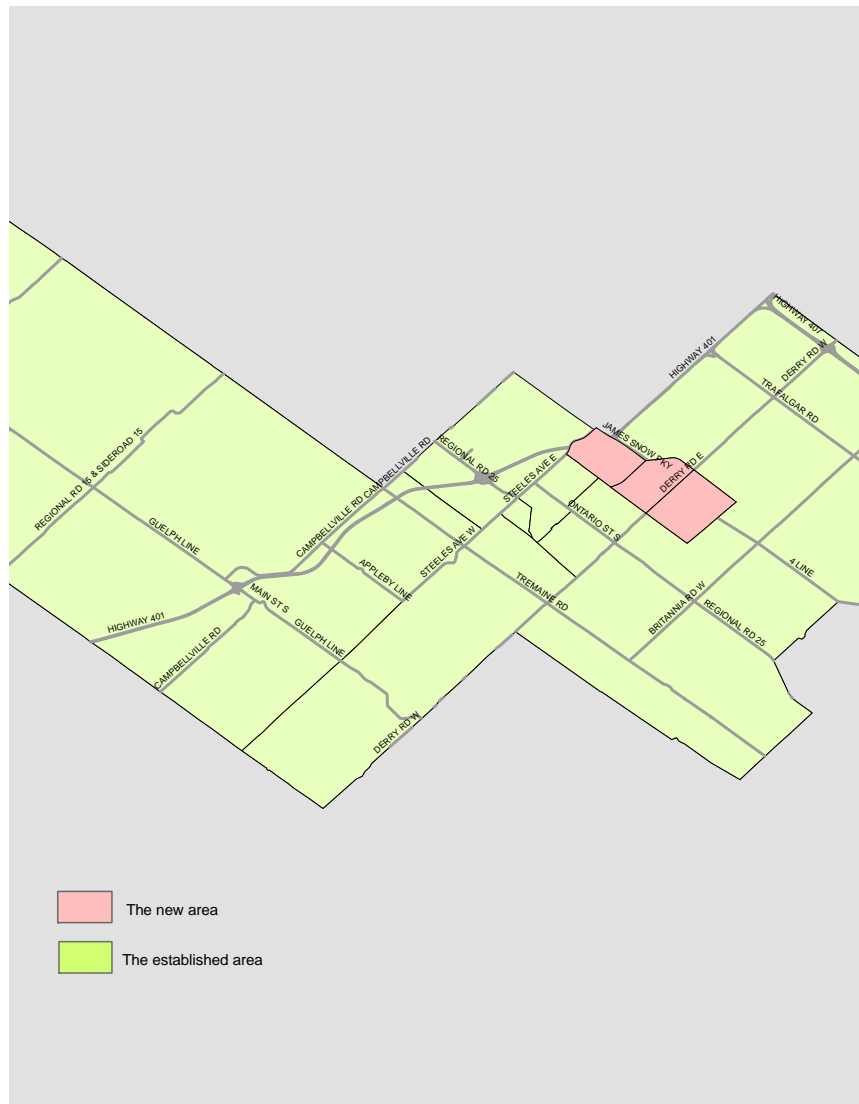 HIGHWAY 407
DERRY RD W
HIGHWAY 401
TRAFALGAR RD
JAMES SNOW PKY
REGIONAL RD 25
CAMPBELLVILLE RD
STEELES AVE E
DERRY RD E
REGIONAL RD 15 & SIDEROAD 15
CAMPBELLVILLE RD
ONTARIO ST S
GUELPH LINE
STEELES AVE W
APPLEBY LINE
4 LINE
TREMAINE RD
MAIN ST S
BRITANNIA RD W
REGIONAL RD 25
HIGHWAY 401
GUELPH LINE
CAMPBELLVILLE RD
DERRY RD W
The new area
The established area